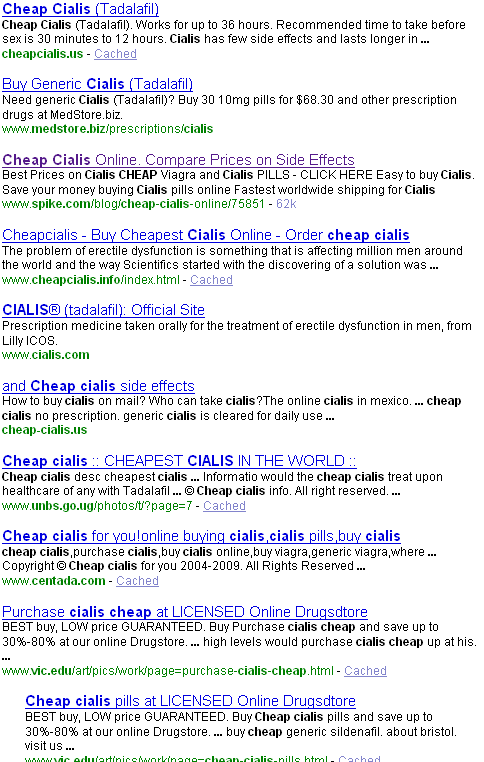 Cheap Cialis (Tadalafil)
Cheap Cialis (Tadalafil). Works for up to 36 hours. Recommended time to take before
sex is 30 minutes to 12 hours. Cialis has few side effects and lasts longer in ...
cheapcialis.us - Cached
Buy Generic Cialis (Tadalafil)
Need generic Cialis (Tadalafil)? Buy 30 10mg pills for $68.30 and other prescription
drugs at MedStore.biz.
www.medstore.biz/prescriptions/cialis
Cheap Cialis Online. Compare Prices on Side Effects
Best Prices on Cialis CHEAP Viagra and Cialis PILLS - CLICK HERE Easy to buy Cialis.
Save your money buying Cialis pills online Fastest worldwide shipping for Cialis
www.spike.com/blog/cheap-cialis-online/75851 - 62k
Cheapcialis - Buy Cheapest Cialis Online - Order cheap cialis
The problem of erectile dysfunction is something that is affecting million men around
the world and the way Scientifics started with the discovering of a solution was ...
www.cheapcialis.info/index.html - Cached
CIALIS® (tadalafil): Official Site
Prescription medicine taken orally for the treatment of erectile dysfunction in men, from
Lilly ICOS.
www.cialis.com
and Cheap cialis side effects
How to buy cialis on mail? Who can take cialis?The online cialis in mexico. ... cheap
cialis no prescription. generic cialis is cleared for daily use ...
cheap-cialis.us
Cheap cialis :: CHEAPEST CIALIS IN THE WORLD ::
Cheap cialis desc cheapest cialis ... Informatio would the cheap cialis treat upon
healthcare of any with Tadalafil ... © Cheap cialis info. All right reserved. ...
www.unbs.go.ug/photos/t/?page=7 - Cached
Cheap cialis for you!online buying cialis,cialis pills,buy cialis
cheap cialis,purchase cialis,buy cialis online,buy viagra,generic viagra,where ...
Copyright © Cheap cialis for you 2004-2009. All Rights Reserved ...
www.centada.com - Cached
Purchase cialis cheap at LICENSED Online Drugsdtore
BEST buy, LOW price GUARANTEED. Buy Purchase cialis cheap and save up to
30%-80% at our online Drugstore. ... high levels would purchase cialis cheap up at his.
...
www.vic.edu/art/pics/work/page=purchase-cialis-cheap.html - Cached
Cheap cialis pills at LICENSED Online Drugsdtore
BEST buy, LOW price GUARANTEED. Buy Cheap cialis pills and save up to
30%-80% at our online Drugstore. ... buy cheap generic sildenafil. about bristol.
visit us ...
www.vic.edu/art/pics/work/page=cheap-cialis-pills.html - Cached